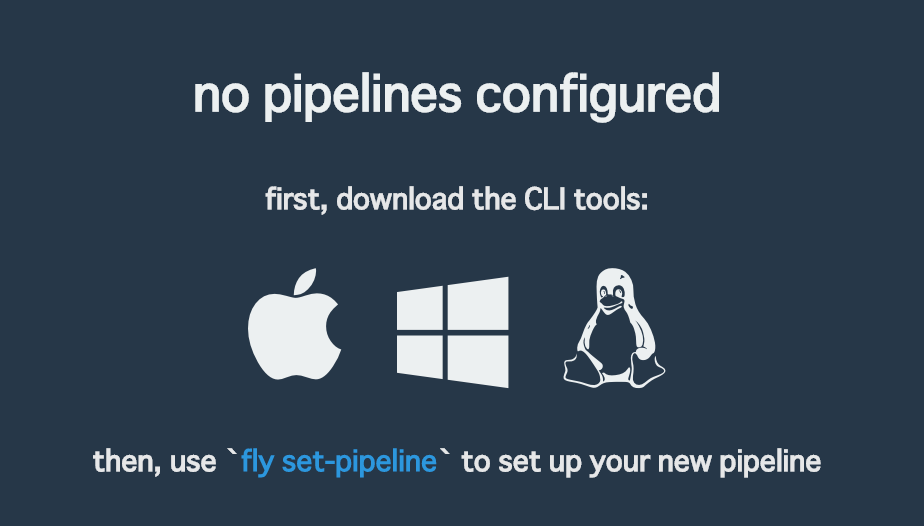 no pipelines configured
first, download the CLI tools:
then, use `fly set-pipeline` to set up your new pipeline